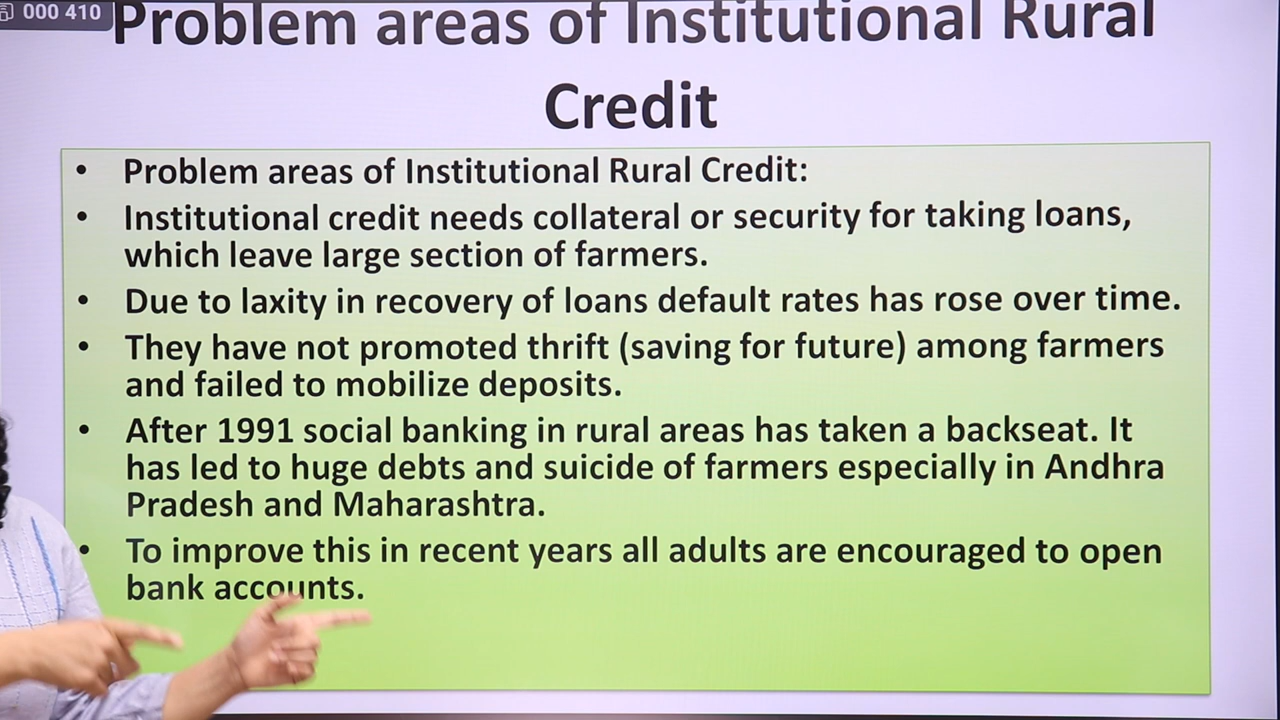 000 410
Problem areas of Institutional Rural
Credit
• Problem areas of Institutional Rural Credit:
• Institutional credit needs collateral or security for taking loans,
which leave large section of farmers.
• Due to laxity in recovery of loans default rates has rose over time.
• They have not promoted thrift (saving for future) among farmers
and failed to mobilize deposits.
• After 1991 social banking in rural areas has taken a backseat. It
has led to huge debts and suicide of farmers especially in Andhra
Pradesh and Maharashtra.
• To improve this in recent years all adults are encouraged to open
bank accounts.